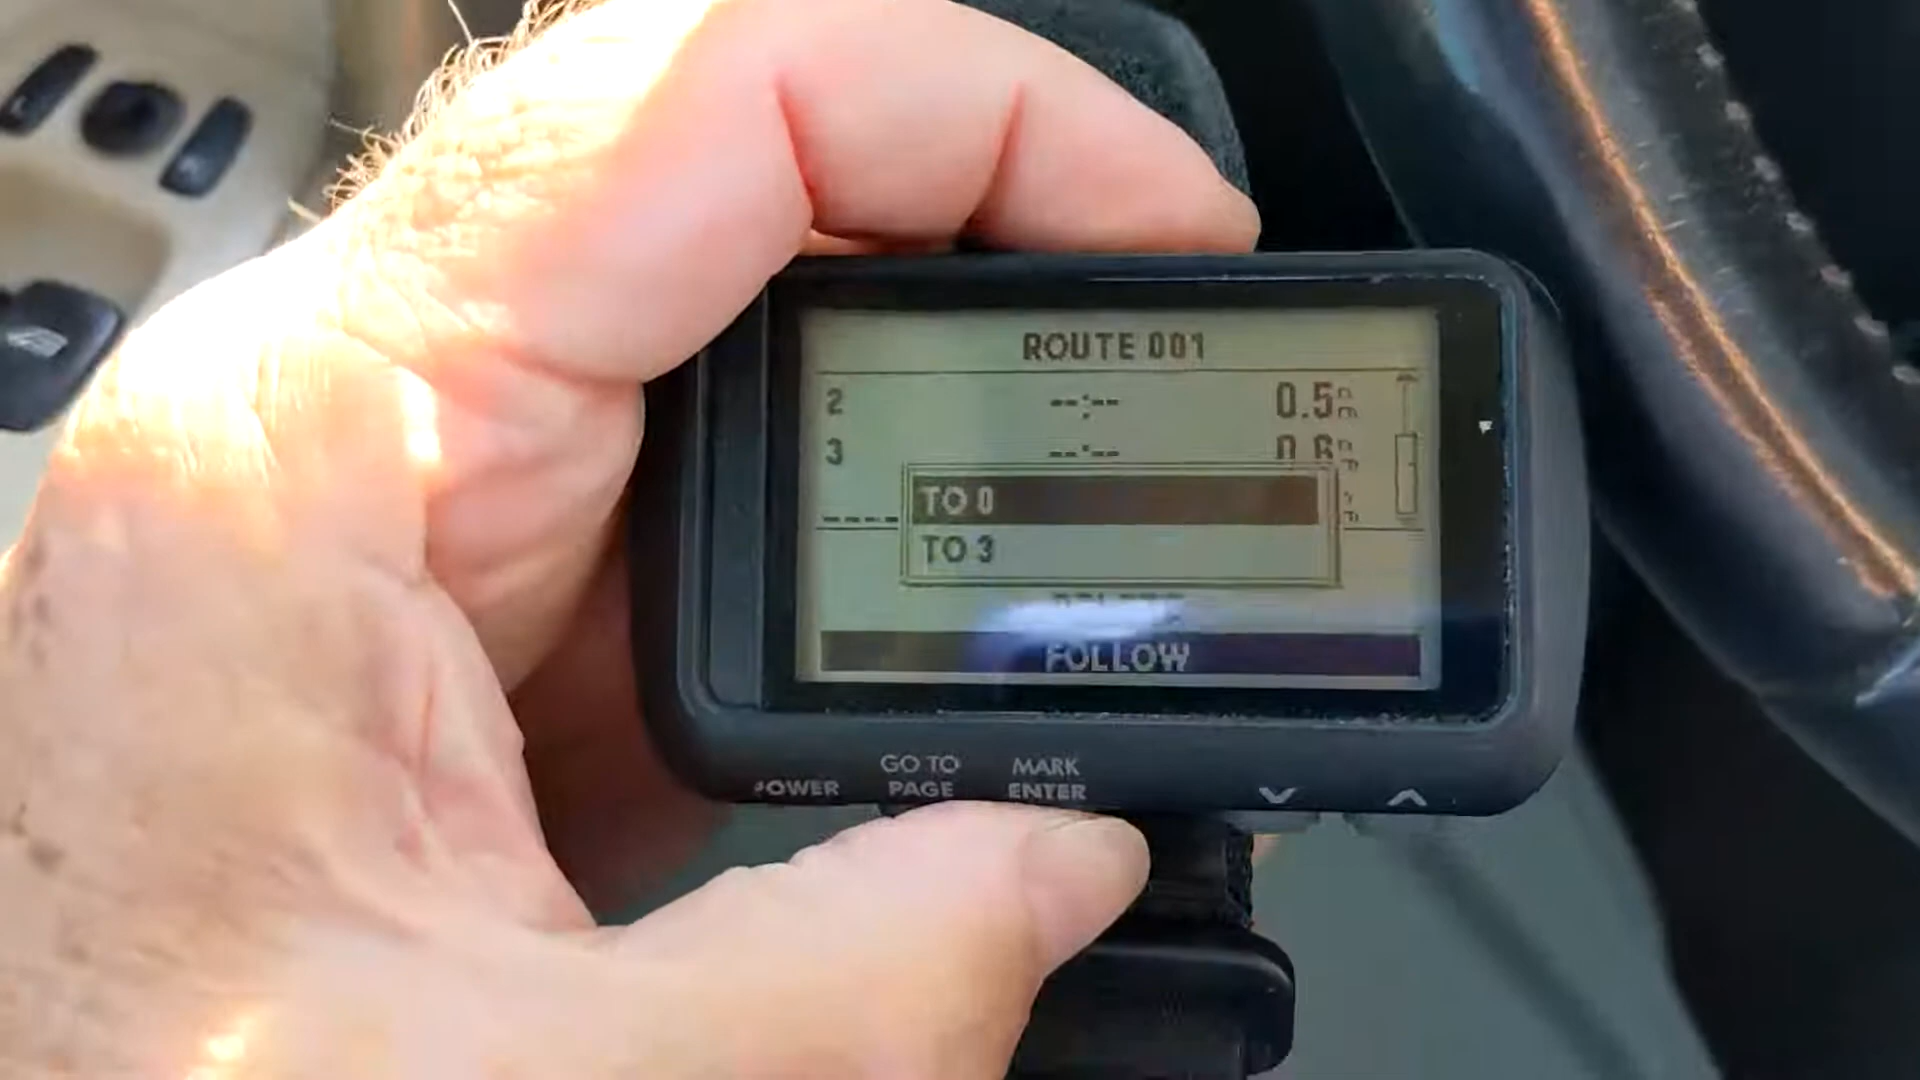 ROUTE 001
2 --:-- 0.5
3 --:-- 0.6
TO 0
TO 3
FOLLOW
POWER
GO TO
PAGE
MARK
ENTER